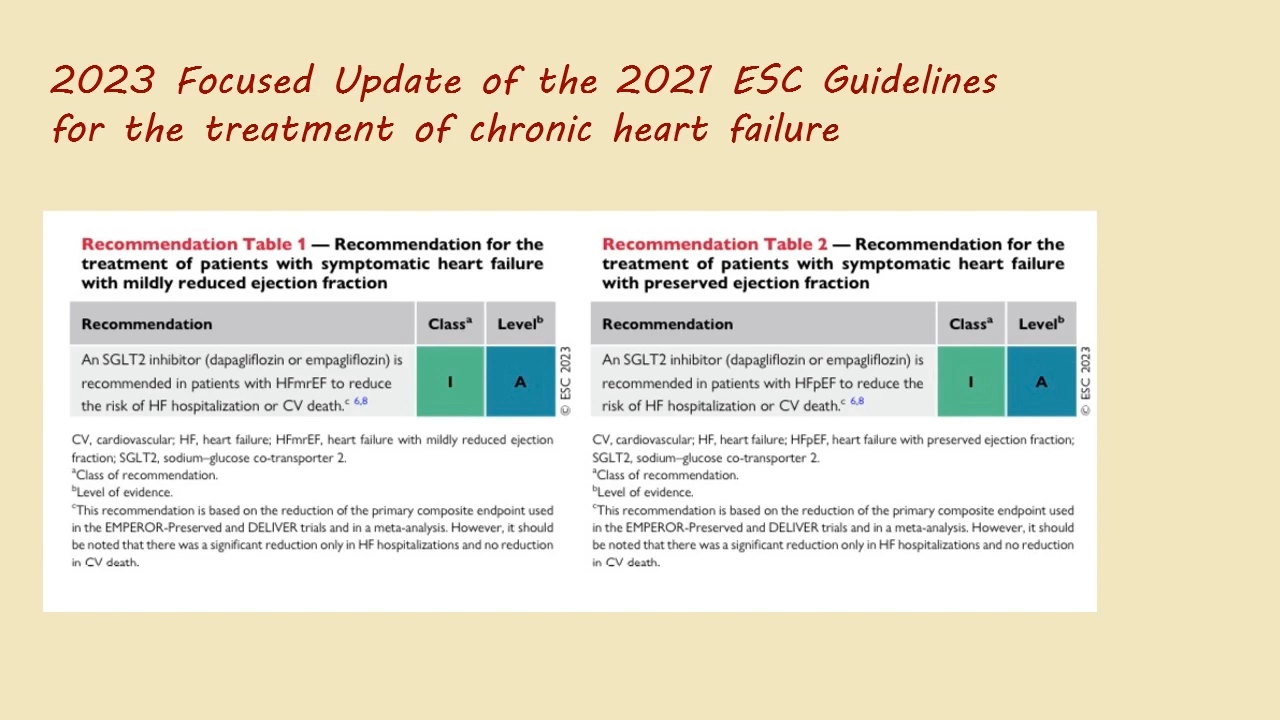 2023 Focused Update of the 2021 ESC Guidelines
for the treatment of chronic heart failure
Recommendation Table 1 — Recommendation for the
treatment of patients with symptomatic heart failure
with mildly reduced ejection fraction
Recommendation Classᵃ Levelᵇ
An SGLT2 inhibitor (dapagliflozin or empagliflozin) is
recommended in patients with HFmrEF to reduce
the risk of HF hospitalization or CV death.ᶜ ⁶,⁸
I A
© ESC 2023
CV, cardiovascular; HF, heart failure; HFmrEF, heart failure with mildly reduced ejection
fraction; SGLT2, sodium–glucose co-transporter 2.
ᵃClass of recommendation.
ᵇLevel of evidence.
ᶜThis recommendation is based on the reduction of the primary composite endpoint used
in the EMPEROR-Preserved and DELIVER trials and in a meta-analysis. However, it should
be noted that there was a significant reduction only in HF hospitalizations and no reduction
in CV death.
Recommendation Table 2 — Recommendation for the
treatment of patients with symptomatic heart failure
with preserved ejection fraction
Recommendation Classᵃ Levelᵇ
An SGLT2 inhibitor (dapagliflozin or empagliflozin) is
recommended in patients with HFpEF to reduce the
risk of HF hospitalization or CV death.ᶜ ⁶,⁸
I A
© ESC 2023
CV, cardiovascular; HF, heart failure; HFpEF, heart failure with preserved ejection fraction;
SGLT2, sodium–glucose co-transporter 2.
ᵃClass of recommendation.
ᵇLevel of evidence.
ᶜThis recommendation is based on the reduction of the primary composite endpoint used
in the EMPEROR-Preserved and DELIVER trials and in a meta-analysis. However, it should
be noted that there was a significant reduction only in HF hospitalizations and no reduction
in CV death.